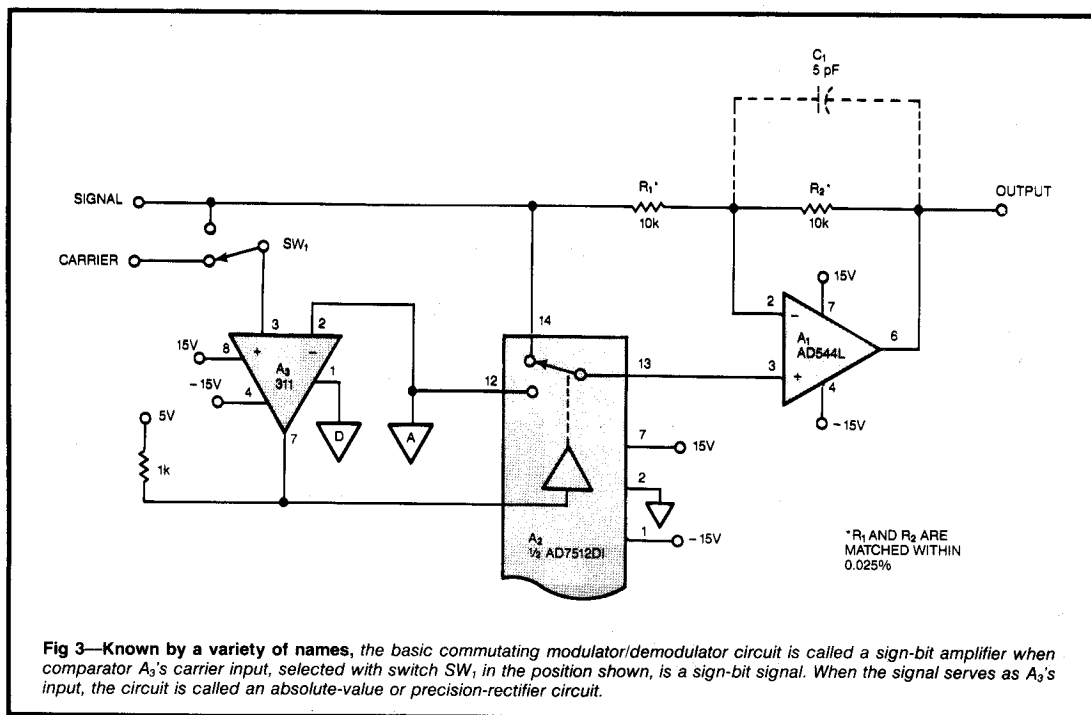 C1
5 pF
SIGNAL
R1*
10k
R2*
10k
OUTPUT
CARRIER
SW1
3
2
14
15V
8
+
−
A3
311
1
-15V
4
12
13
2
−
15V
7
A1
AD544L
6
3
+
4
-15V
5V
7
D
A
1k
7
15V
2
1
-15V
A2
½ AD7512DI
*R1 AND R2 ARE
MATCHED WITHIN
0.025%
Fig 3—Known by a variety of names, the basic commutating modulator/demodulator circuit is called a sign-bit amplifier when
comparator A3's carrier input, selected with switch SW1 in the position shown, is a sign-bit signal. When the signal serves as A3's
input, the circuit is called an absolute-value or precision-rectifier circuit.